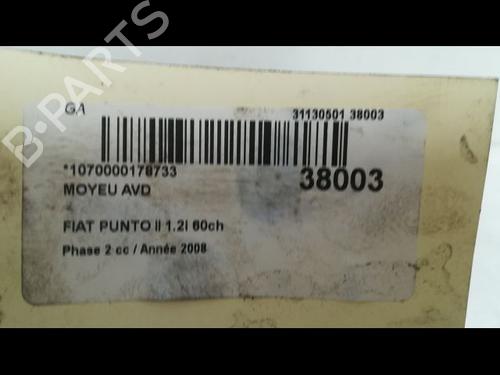 GA 31130501 38003
*1070000178733 38003
MOYEU AVD
FIAT PUNTO II 1.2i 60ch
Phase 2 cc / Année 2008
B-PARTS